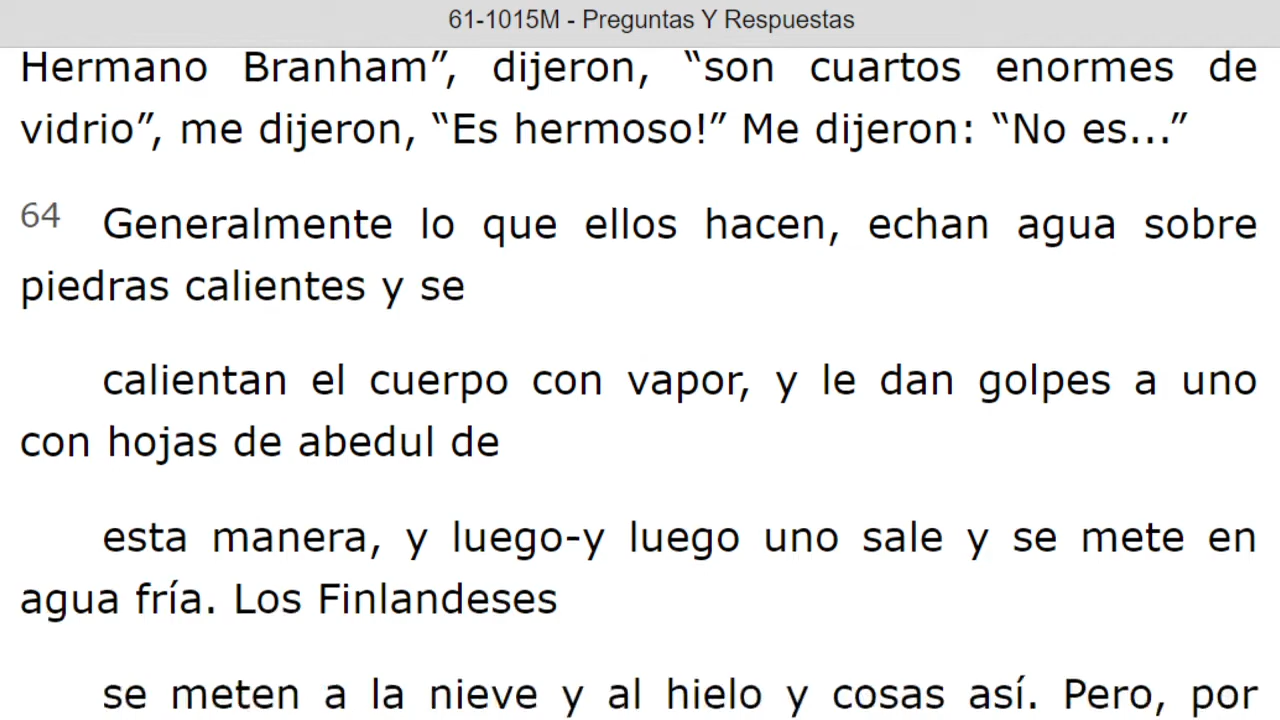 61-1015M - Preguntas Y Respuestas
Hermano Branham”, dijeron, “son cuartos enormes de
vidrio”, me dijeron, “Es hermoso!” Me dijeron: “No es...”
64 Generalmente lo que ellos hacen, echan agua sobre
piedras calientes y se
calientan el cuerpo con vapor, y le dan golpes a uno
con hojas de abedul de
esta manera, y luego-y luego uno sale y se mete en
agua fría. Los Finlandeses
se meten a la nieve y al hielo y cosas así. Pero, por